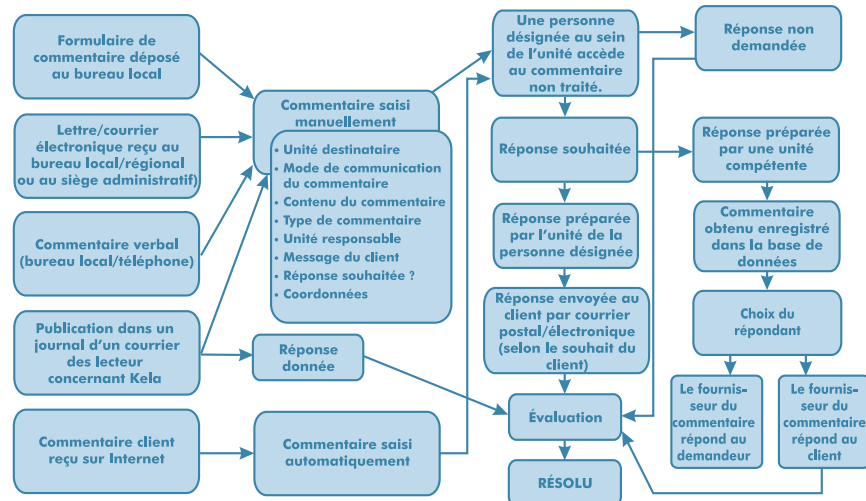 Formulaire de
commentaire déposé
au bureau local
Lettre/courrier
électronique reçu au
bureau local/régional
ou au siège administratif)
Commentaire verbal
(bureau local/téléphone)
Publication dans un
journal d'un courrier
des lecteur
concernant Kela
Commentaire client
reçu sur Internet
Commentaire saisi
manuellement
• Unité destinataire
• Mode de communication
du commentaire
• Contenu du commentaire
• Type de commentaire
• Unité responsable
• Message du client
• Réponse souhaitée ?
• Coordonnées
Réponse
donnée
Commentaire saisi
automatiquement
Une personne
désignée au sein
de l'unité accède
au commentaire
non traité.
Réponse souhaitée
Réponse préparée
par l'unité de la
personne désignée
Réponse envoyée au
client par courrier
postal/électronique
(selon le souhait du
client)
Évaluation
RÉSOLU
Réponse non
demandée
Réponse préparée
par une unité
compétente
Commentaire
obtenu enregistré
dans la base de
données
Choix du
répondant
Le fournis-
seur du
commentaire
répond au
demandeur
Le fournis-
seur du
commentaire
répond au
client